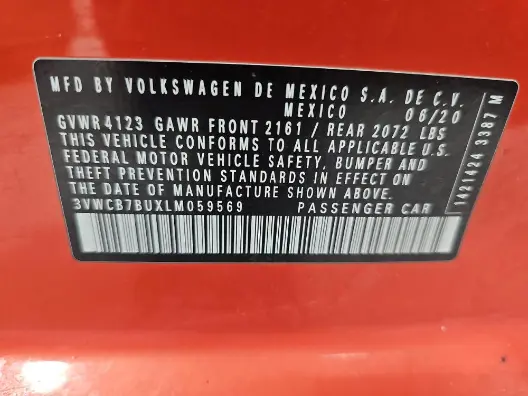 MFD BY VOLKSWAGEN DE MEXICO S.A. DE C.V.
MEXICO 06/20
GVWR 4123 GAWR FRONT 2161 / REAR 2072 LBS
THIS VEHICLE CONFORMS TO ALL APPLICABLE U.S.
FEDERAL MOTOR VEHICLE SAFETY, BUMPER AND
THEFT PREVENTION STANDARDS IN EFFECT ON
THE DATE OF MANUFACTURE SHOWN ABOVE.
3VWCB7BUXLM059569 PASSENGER CAR
1421424 3387 M